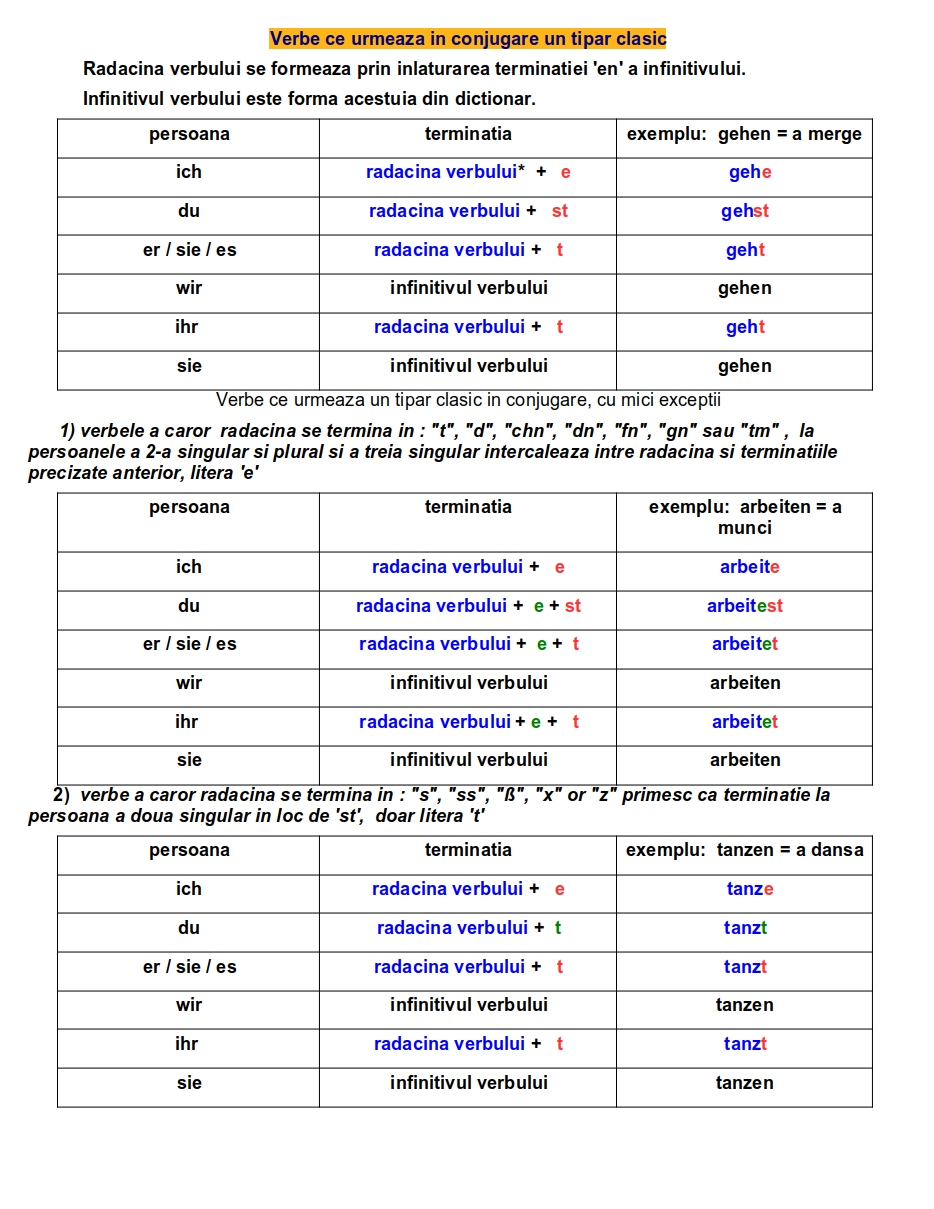 Verbe ce urmeaza in conjugare un tipar clasic
Radacina verbului se formeaza prin inlaturarea terminatiei 'en' a infinitivului.
Infinitivul verbului este forma acestuia din dictionar.
persoana terminatia exemplu: gehen = a merge
ich radacina verbului* + e gehe
du radacina verbului + st gehst
er / sie / es radacina verbului + t geht
wir infinitivul verbului gehen
ihr radacina verbului + t geht
sie infinitivul verbului gehen
Verbe ce urmeaza un tipar clasic in conjugare, cu mici exceptii
1) verbele a caror radacina se termina in : "t", "d", "chn", "dn", "fn", "gn" sau "tm" , la
persoanele a 2-a singular si plural si a treia singular intercaleaza intre radacina si terminatiile
precizate anterior, litera 'e'
persoana terminatia exemplu: arbeiten = a
munci
ich radacina verbului + e arbeite
du radacina verbului + e + st arbeitest
er / sie / es radacina verbului + e + t arbeitet
wir infinitivul verbului arbeiten
ihr radacina verbului + e + t arbeitet
sie infinitivul verbului arbeiten
2) verbe a caror radacina se termina in : "s", "ss", "ß", "x" or "z" primesc ca terminatie la
persoana a doua singular in loc de 'st', doar litera 't'
persoana terminatia exemplu: tanzen = a dansa
ich radacina verbului + e tanze
du radacina verbului + t tanzt
er / sie / es radacina verbului + t tanzt
wir infinitivul verbului tanzen
ihr radacina verbului + t tanzt
sie infinitivul verbului tanzen